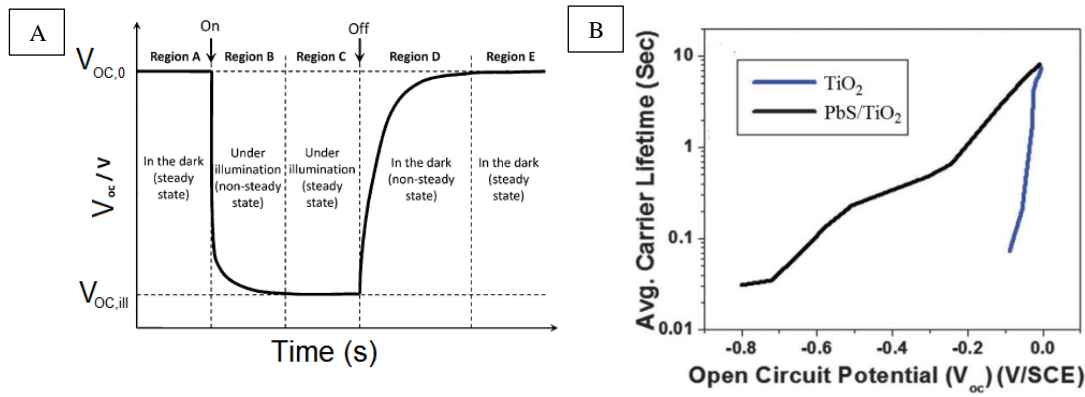 A
On
Off
Region A
Region B
Region C
Region D
Region E
V_OC,0
In the dark
(steady
state)
Under
illumination
(non-steady
state)
Under
illumination
(steady
state)
In the dark
(non-steady
state)
In the dark
(steady
state)
V_oc / v
V_OC,ill
Time (s)
B
Avg. Carrier Lifetime (Sec)
10
1
0.1
0.01
TiO₂
PbS/TiO₂
-0.8
-0.6
-0.4
-0.2
0.0
Open Circuit Potential (V_oc) (V/SCE)